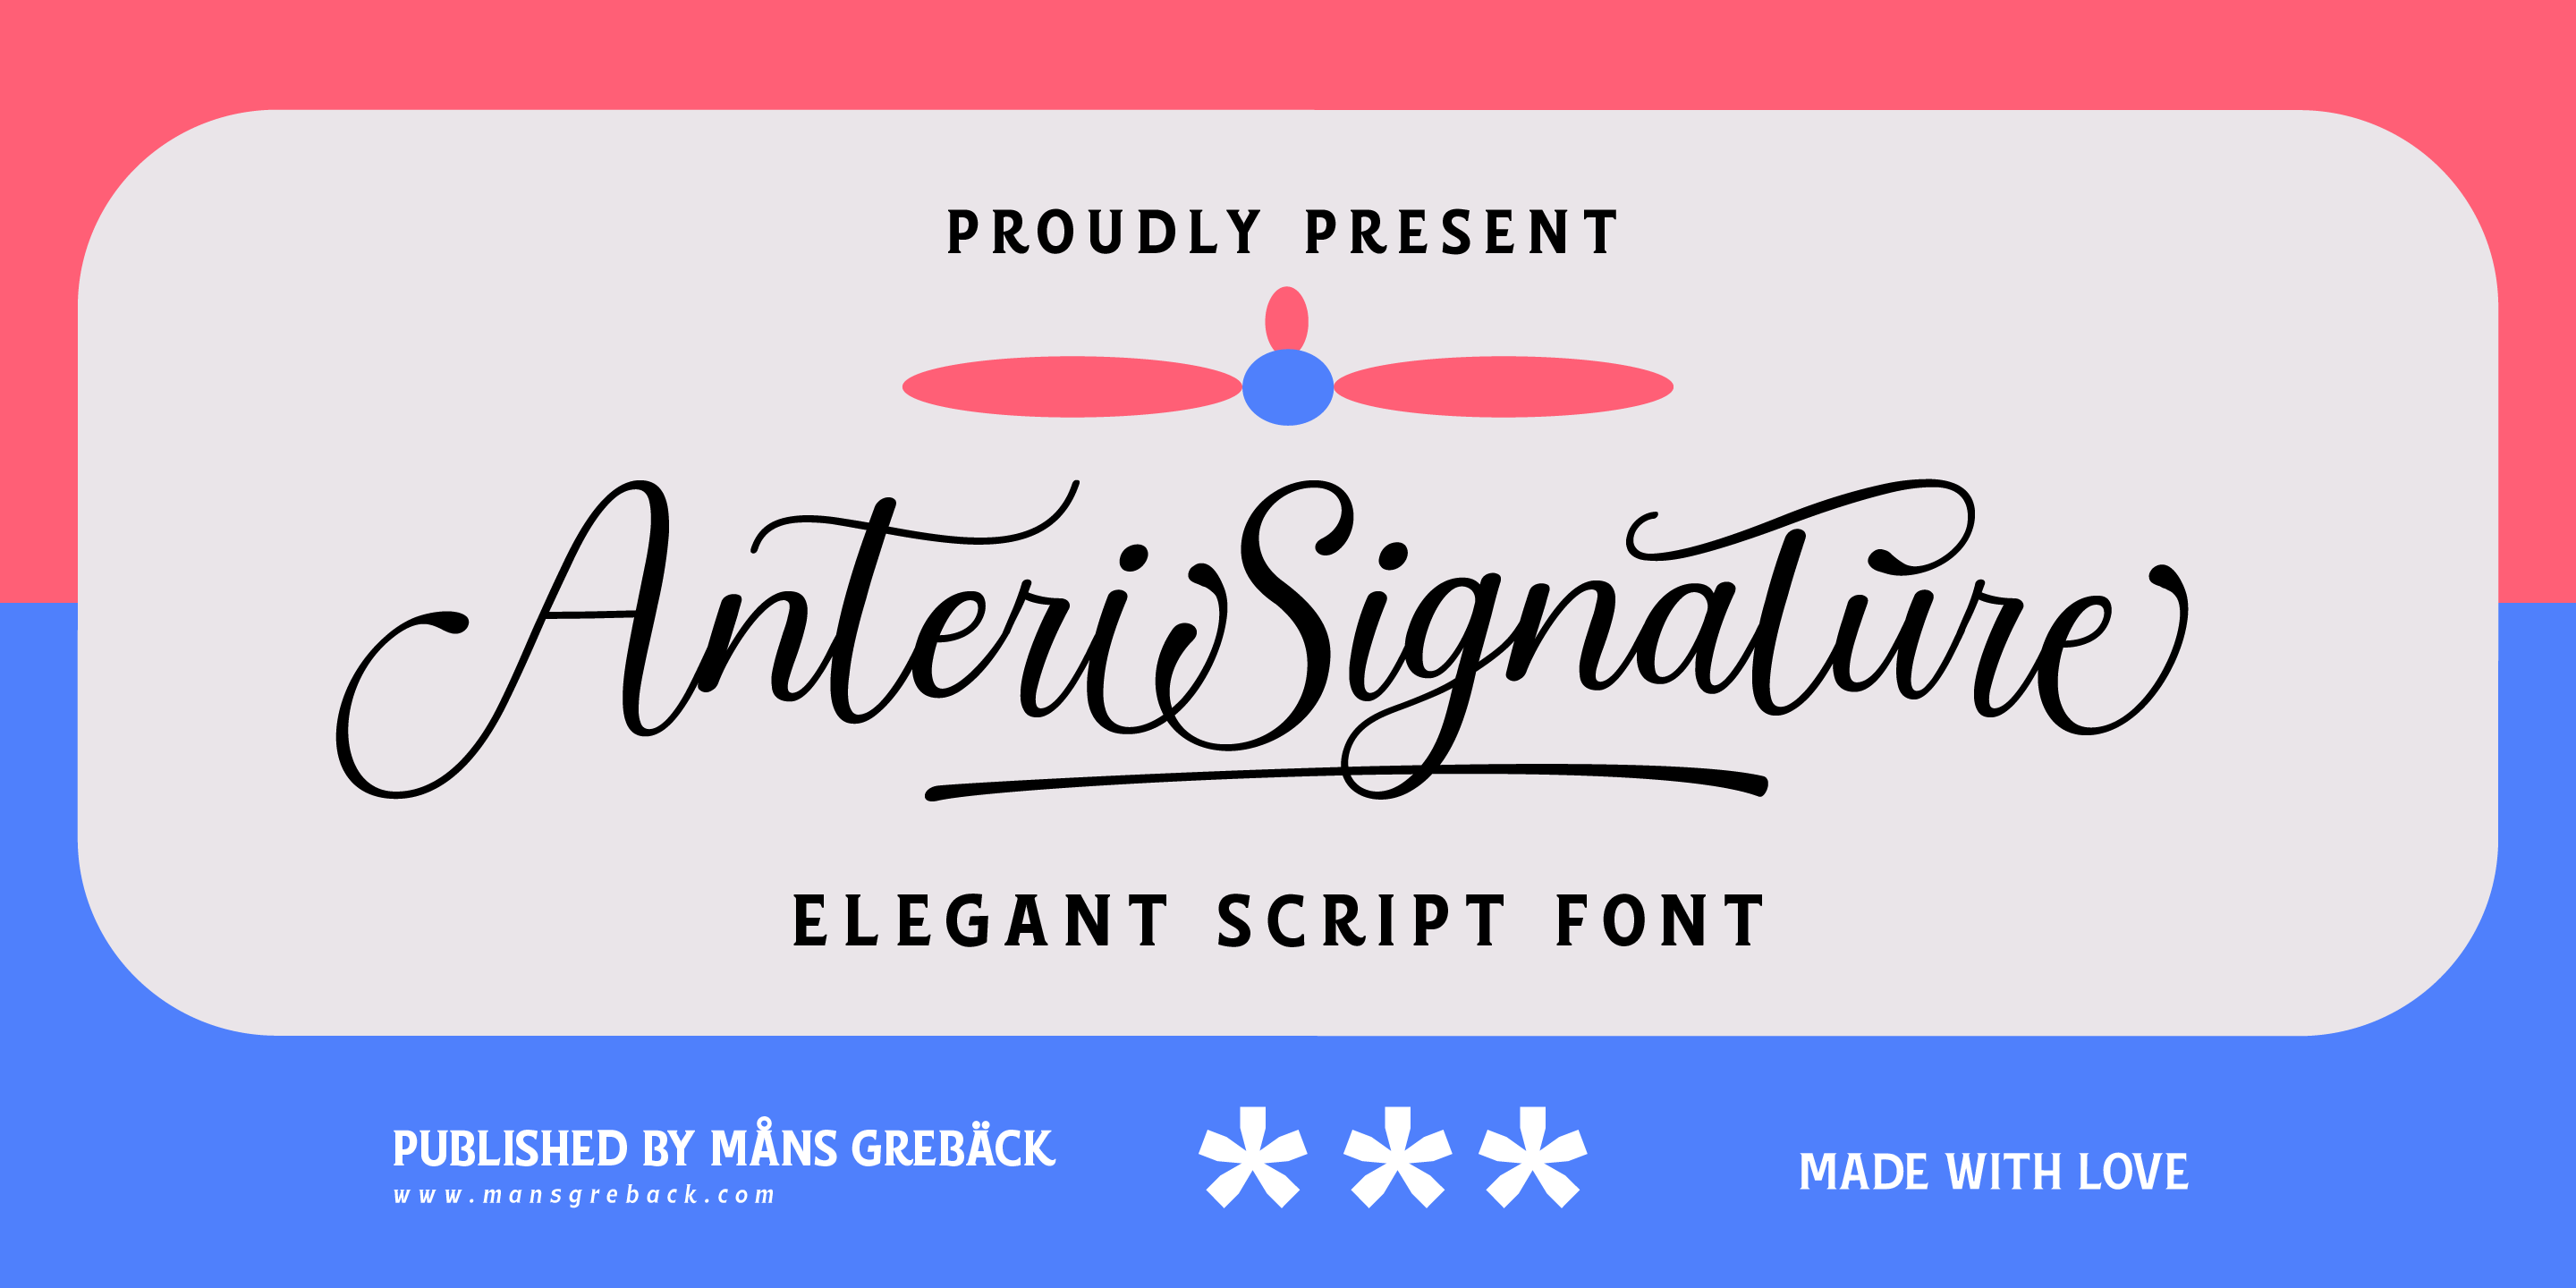 PROUDLY PRESENT
Anteri Signature
ELEGANT SCRIPT FONT
PUBLISHED BY MÅNS GREBÄCK
www.mansgreback.com
***
MADE WITH LOVE